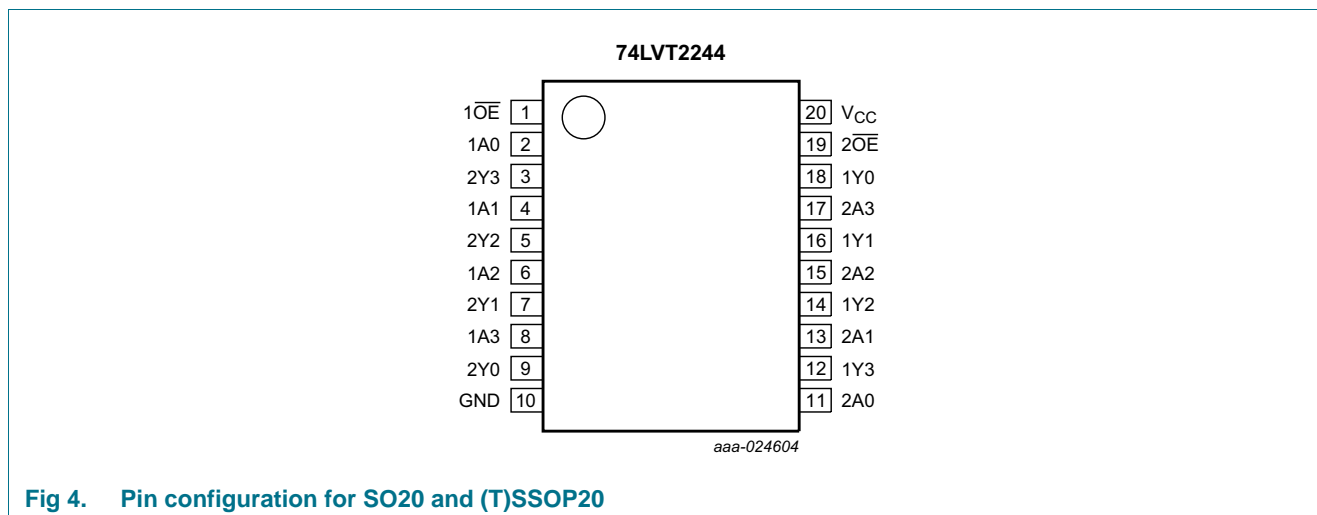 74LVT2244
1O̅E̅ 1 20 VCC
1A0 2 19 2O̅E̅
2Y3 3 18 1Y0
1A1 4 17 2A3
2Y2 5 16 1Y1
1A2 6 15 2A2
2Y1 7 14 1Y2
1A3 8 13 2A1
2Y0 9 12 1Y3
GND 10 11 2A0
aaa-024604
Fig 4. Pin configuration for SO20 and (T)SSOP20